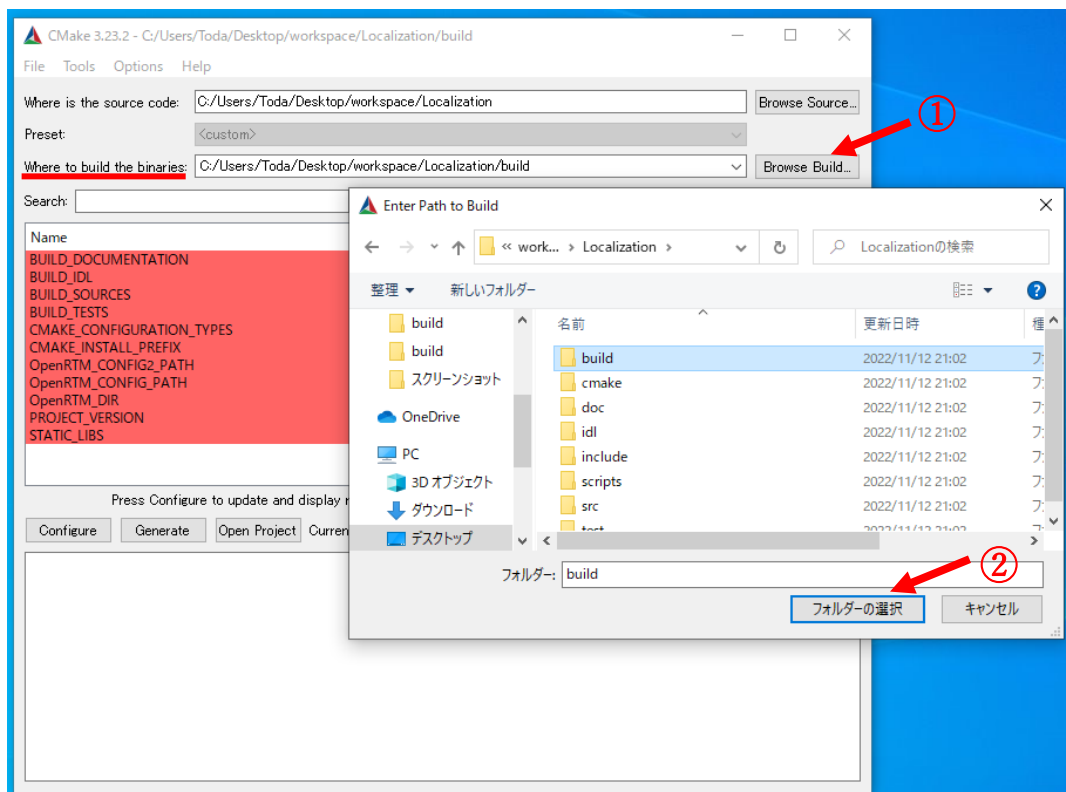 CMake 3.23.2 - C:/Users/Toda/Desktop/workspace/Localization/build
File Tools Options Help
Where is the source code: C:/Users/Toda/Desktop/workspace/Localization Browse Source...
①
Preset: <custom>
Where to build the binaries: C:/Users/Toda/Desktop/workspace/Localization/build Browse Build...
Search:
Name
BUILD_DOCUMENTATION
BUILD_IDL
BUILD_SOURCES
BUILD_TESTS
CMAKE_CONFIGURATION_TYPES
CMAKE_INSTALL_PREFIX
OpenRTM_CONFIG2_PATH
OpenRTM_CONFIG_PATH
OpenRTM_DIR
PROJECT_VERSION
STATIC_LIBS
Press Configure to update and display
Configure Generate Open Project
Enter Path to Build
« work... › Localization › Localizationの検索
整理 新しいフォルダー
build
build
スクリーンショット
OneDrive
PC
3D オブジェクト
ダウンロード
デスクトップ
名前 更新日時
build 2022/11/12 21:02
cmake 2022/11/12 21:02
doc 2022/11/12 21:02
idl 2022/11/12 21:02
include 2022/11/12 21:02
scripts 2022/11/12 21:02
src 2022/11/12 21:02
test 2022/11/12 21:02
②
フォルダー: build
フォルダーの選択 キャンセル